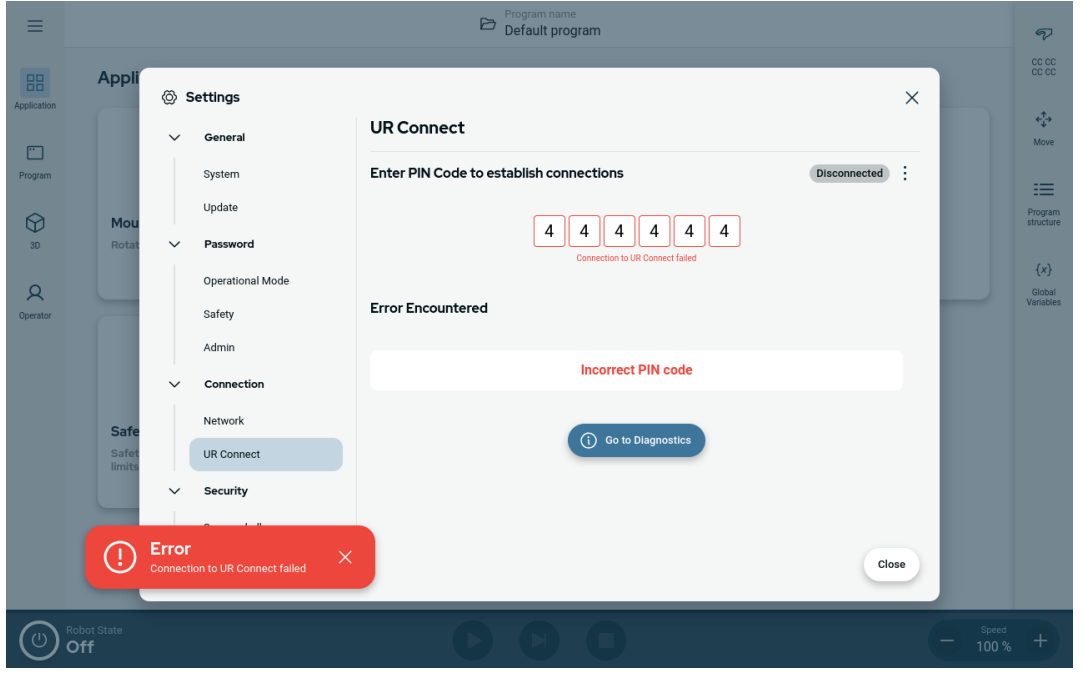 Program name
Default program
Application
Program
3D
Operator
Appli
Mou
Rotat
Safe
Safet
limits
Settings
General
System
Update
Password
Operational Mode
Safety
Admin
Connection
Network
UR Connect
Security
UR Connect
Enter PIN Code to establish connections
Disconnected
4 4 4 4 4 4
Connection to UR Connect failed
Error Encountered
Incorrect PIN code
Go to Diagnostics
Close
Error
Connection to UR Connect failed
CC CC
CC CC
Move
Program
structure
{x}
Global
Variables
Robot State
Off
Speed
100 %